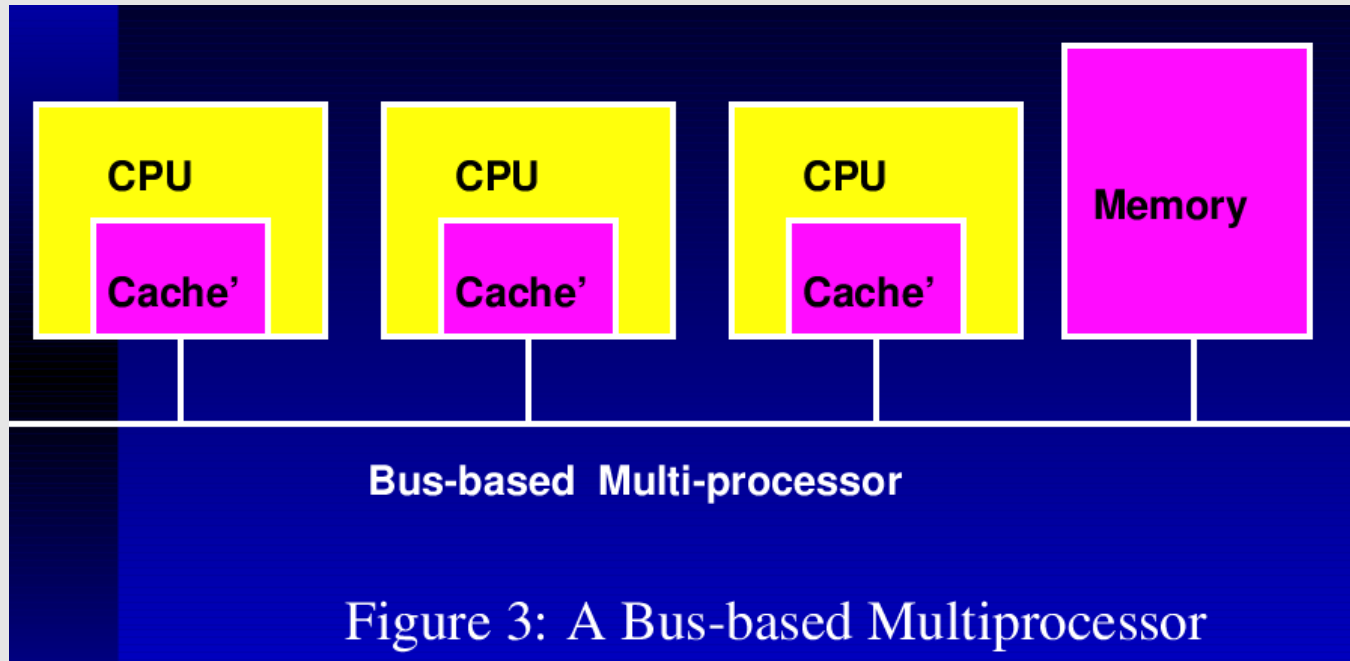 CPU CPU CPU
Memory
Cache’ Cache’ Cache’
Bus-based Multi-processor
Figure 3: A Bus-based Multiprocessor